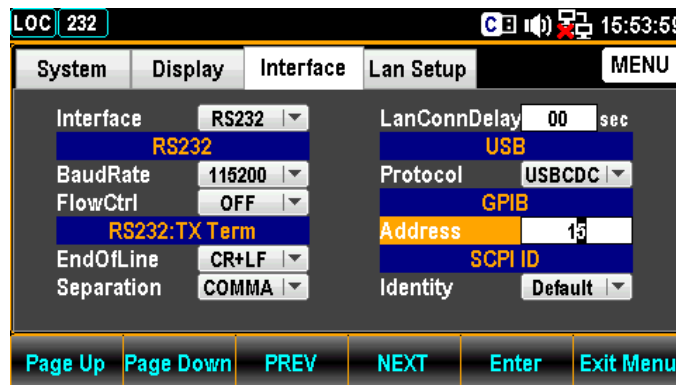 LOC 232 C 15:53:59
System Display Interface Lan Setup MENU
Interface RS232 LanConnDelay 00 sec
RS232 USB
BaudRate 115200 Protocol USBCDC
FlowCtrl OFF GPIB
RS232:TX Term Address 15
EndOfLine CR+LF SCPI ID
Separation COMMA Identity Default
Page Up Page Down PREV NEXT Enter Exit Menu